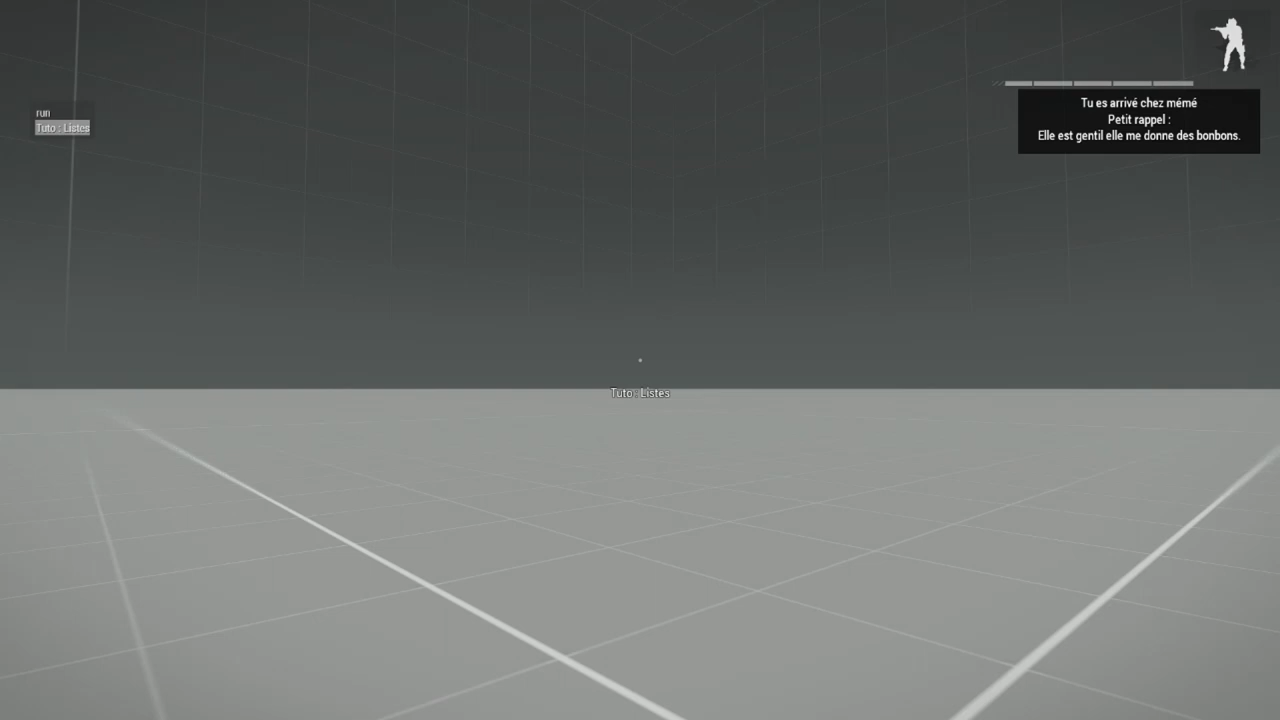 run
Tuto : Listes
Tu es arrivé chez mémé
Petit rappel :
Elle est gentil elle me donne des bonbons.
Tuto : Listes